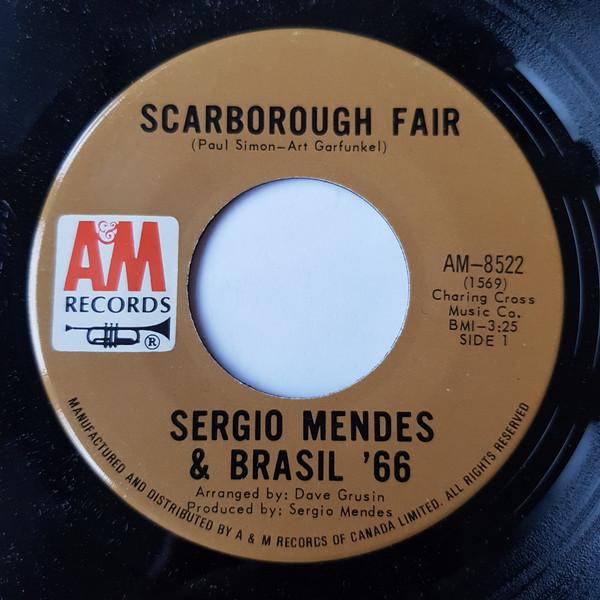 SCARBOROUGH FAIR
(Paul Simon—Art Garfunkel)
A&M
RECORDS
®
AM–8522
(1569)
Charing Cross
Music Co.
BMI–3:25
SIDE 1
SERGIO MENDES
& BRASIL '66
Arranged by: Dave Grusin
Produced by: Sergio Mendes
MANUFACTURED AND DISTRIBUTED BY A & M RECORDS OF CANADA LIMITED. ALL RIGHTS RESERVED